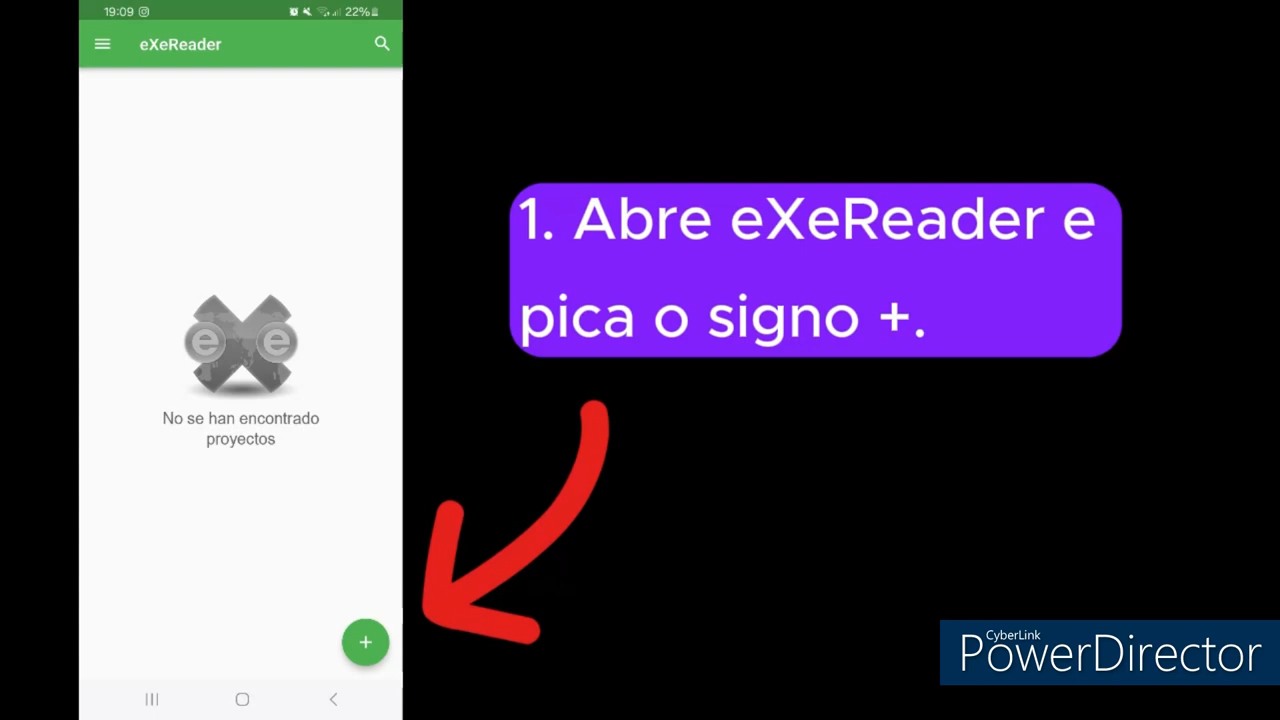 19:09
22%
eXeReader
1. Abre eXeReader e
pica o signo +.
e e
No se han encontrado
proyectos
+
CyberLink
PowerDirector